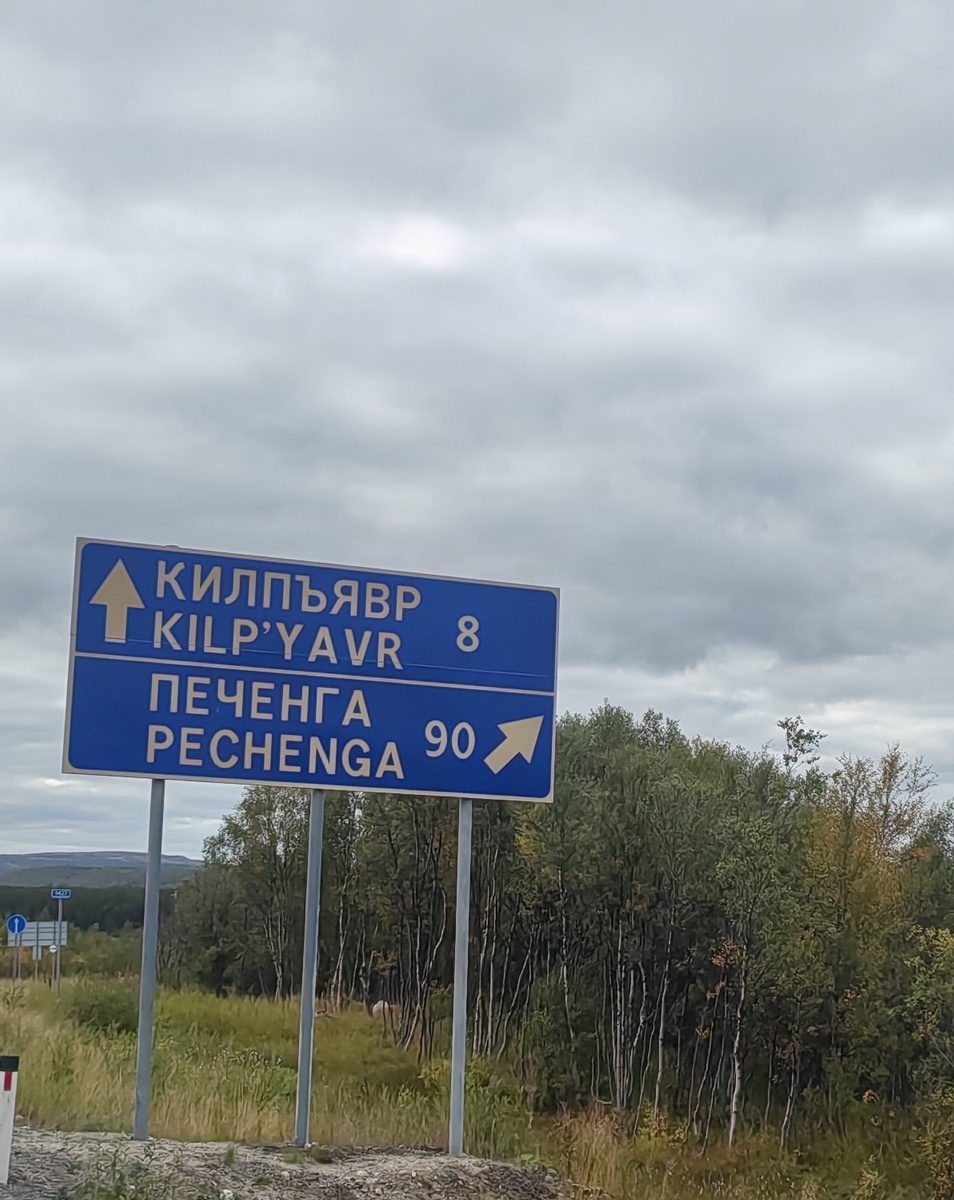 КИЛПЪЯВР
KILP'YAVR 8
ПЕЧЕНГА
PECHENGA 90